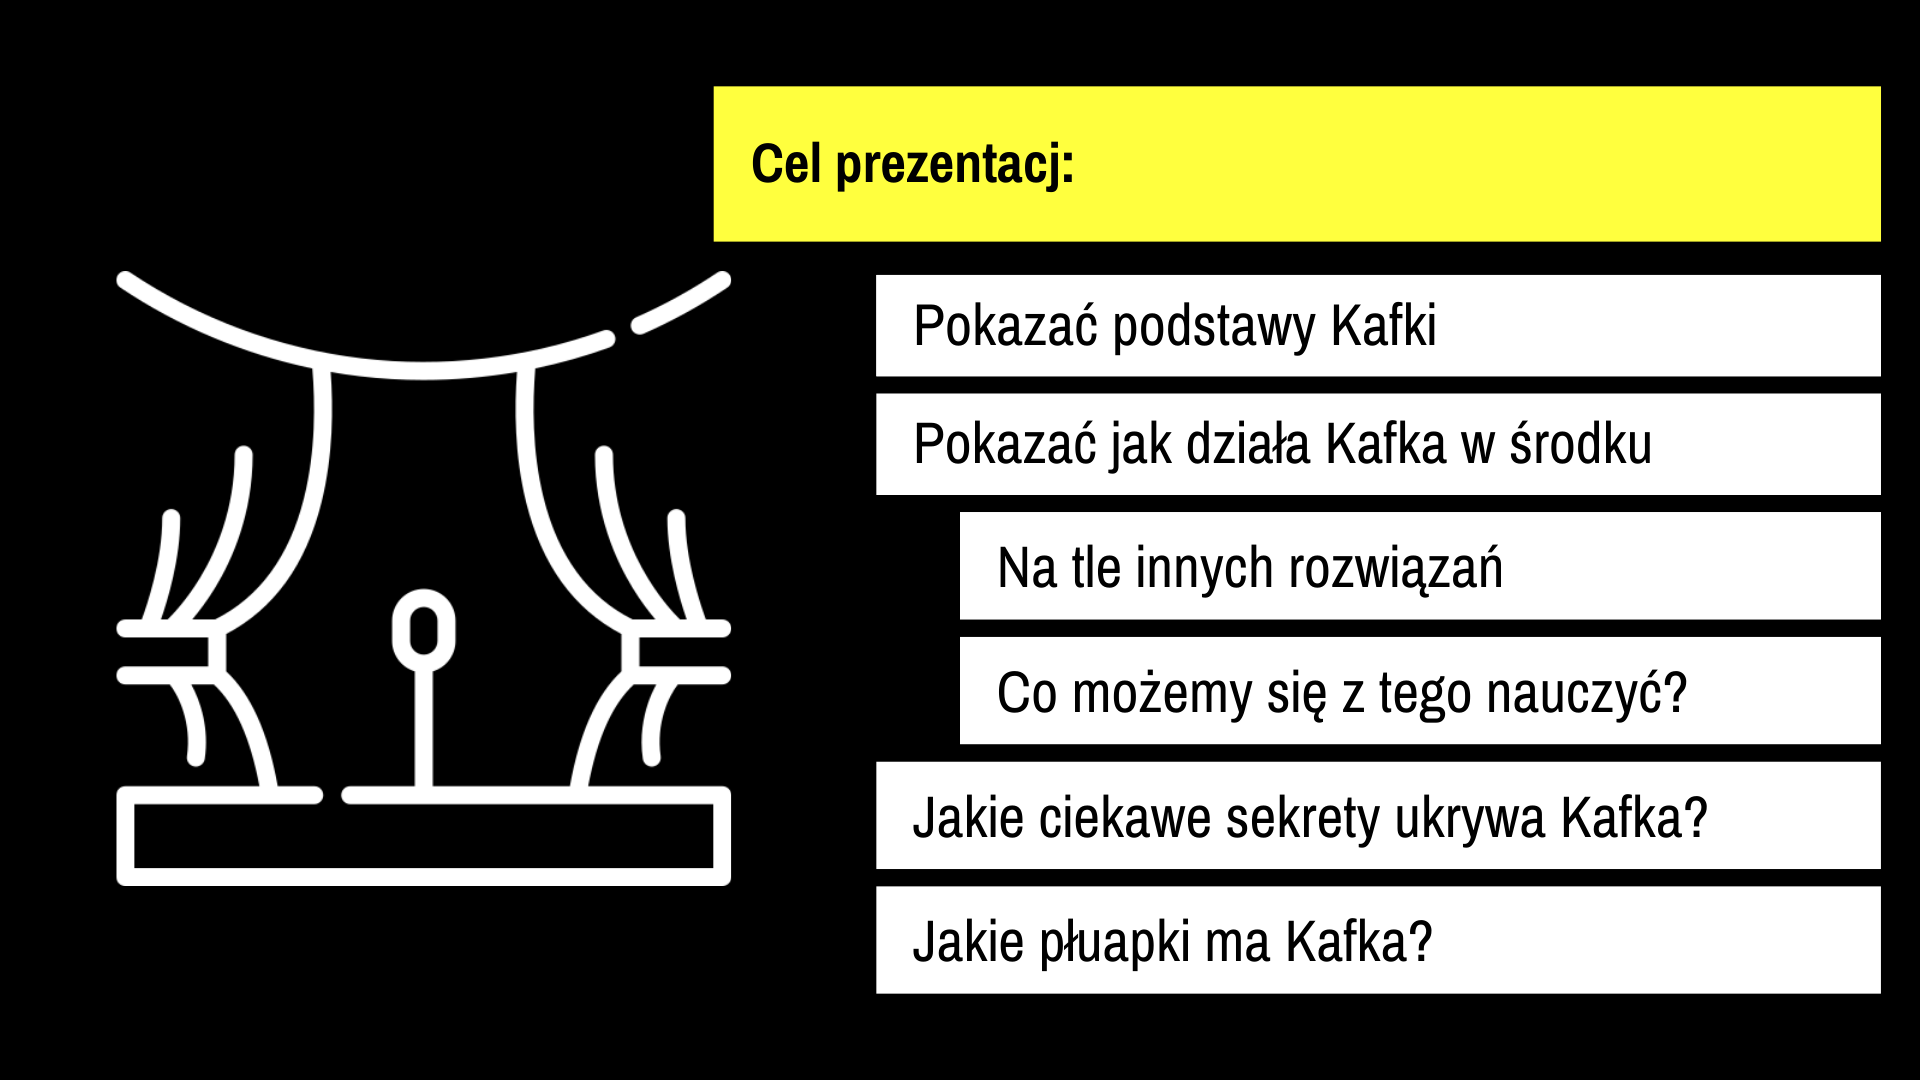 Cel prezentacj:
Pokazać podstawy Kafki
Pokazać jak działa Kafka w środku
Na tle innych rozwiązań
Co możemy się z tego nauczyć?
Jakie ciekawe sekrety ukrywa Kafka?
Jakie płuapki ma Kafka?